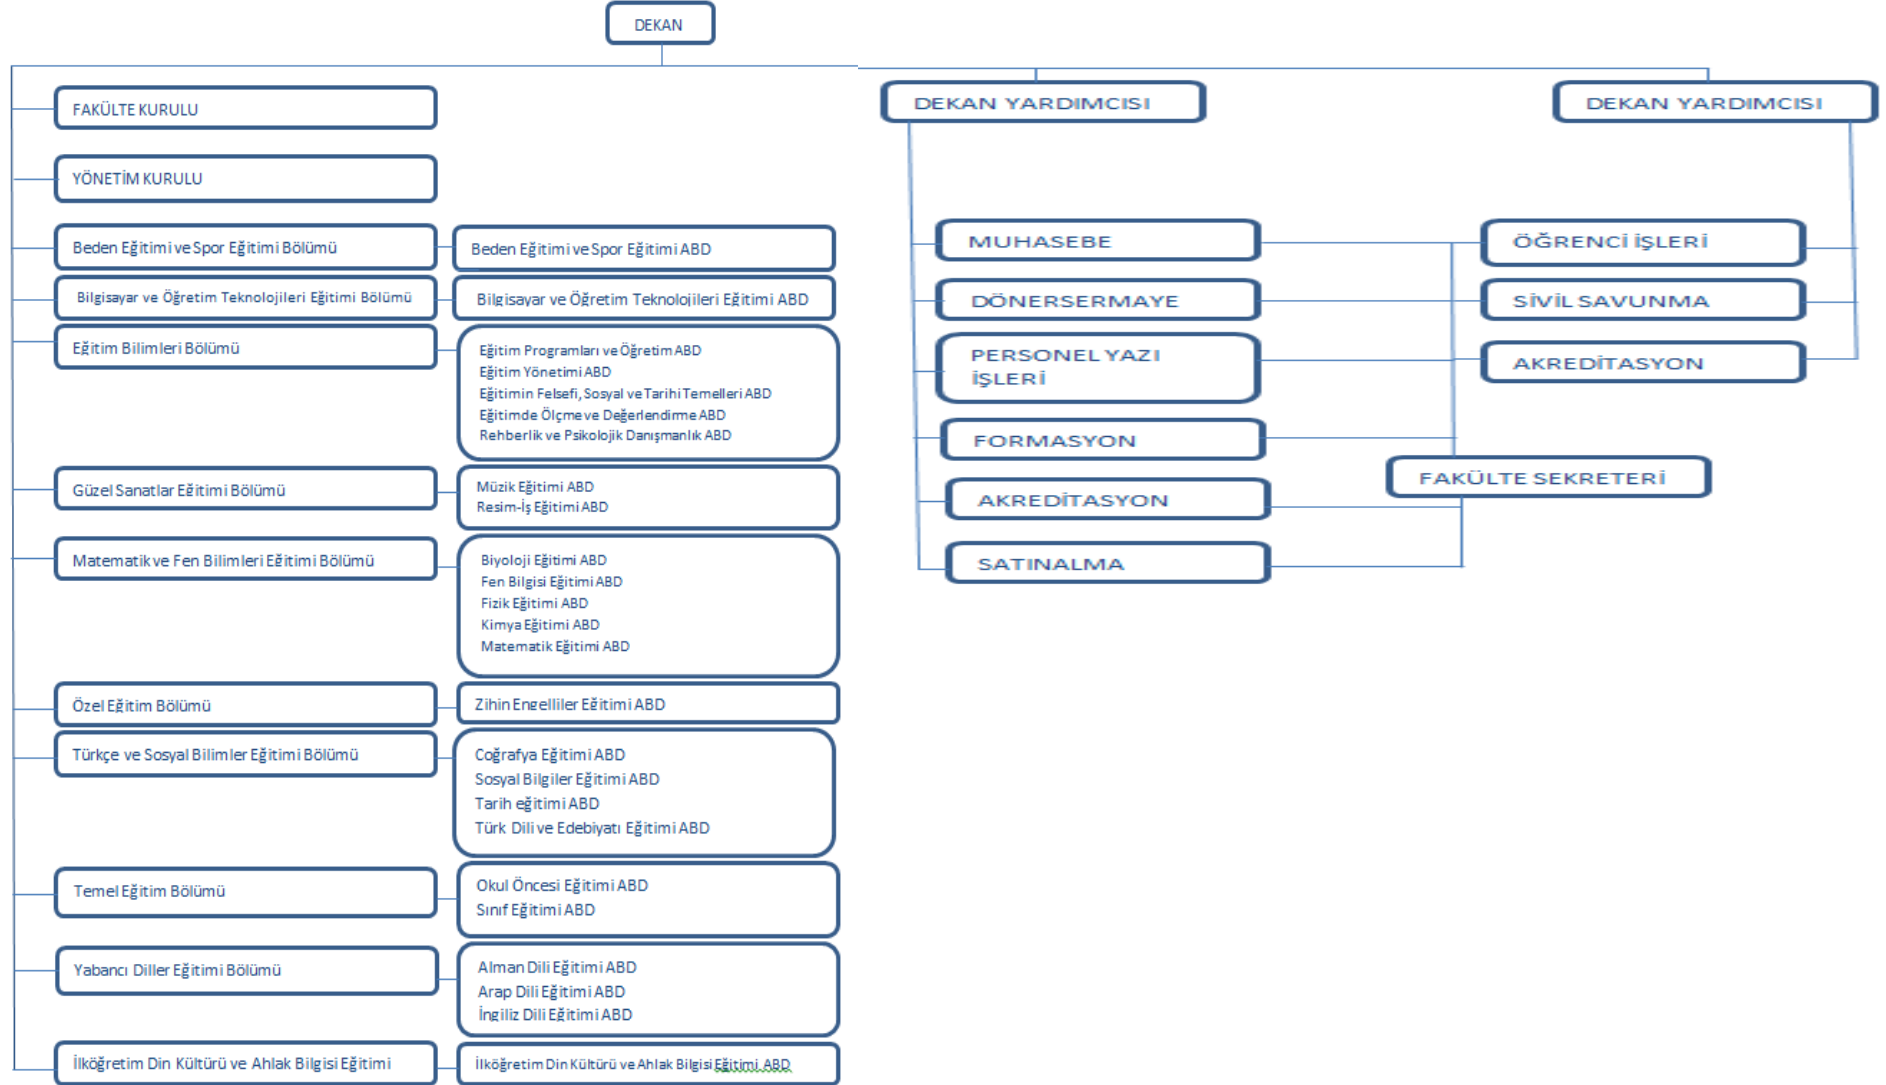 DEKAN
FAKÜLTE KURULU
YÖNETİM KURULU
Beden Eğitimi ve Spor Eğitimi Bölümü
Beden Eğitimi ve Spor Eğitimi ABD
Bilgisayar ve Öğretim Teknolojileri Eğitimi Bölümü
Bilgisayar ve Öğretim Teknolojileri Eğitimi ABD
Eğitim Bilimleri Bölümü
Eğitim Programları ve Öğretim ABD
Eğitim Yönetimi ABD
Eğitimin Felsefi, Sosyal ve Tarihi Temelleri ABD
Eğitimde Ölçme ve Değerlendirme ABD
Rehberlik ve Psikolojik Danışmanlık ABD
Güzel Sanatlar Eğitimi Bölümü
Müzik Eğitimi ABD
Resim-İş Eğitimi ABD
Matematik ve Fen Bilimleri Eğitimi Bölümü
Biyoloji Eğitimi ABD
Fen Bilgisi Eğitimi ABD
Fizik Eğitimi ABD
Kimya Eğitimi ABD
Matematik Eğitimi ABD
Özel Eğitim Bölümü
Zihin Engelliler Eğitimi ABD
Türkçe ve Sosyal Bilimler Eğitimi Bölümü
Coğrafya Eğitimi ABD
Sosyal Bilgiler Eğitimi ABD
Tarih eğitimi ABD
Türk Dili ve Edebiyatı Eğitimi ABD
Temel Eğitim Bölümü
Okul Öncesi Eğitimi ABD
Sınıf Eğitimi ABD
Yabancı Diller Eğitimi Bölümü
Alman Dili Eğitimi ABD
Arap Dili Eğitimi ABD
İngiliz Dili Eğitimi ABD
İlköğretim Din Kültürü ve Ahlak Bilgisi Eğitimi
İlköğretim Din Kültürü ve Ahlak Bilgisi Eğitimi ABD
DEKAN YARDIMCISI
MUHASEBE
DÖNERSERMAYE
PERSONEL YAZI
İŞLERİ
FORMASYON
AKREDİTASYON
SATINALMA
DEKAN YARDIMCISI
ÖĞRENCİ İŞLERİ
SİVİL SAVUNMA
AKREDİTASYON
FAKÜLTE SEKRETERİ